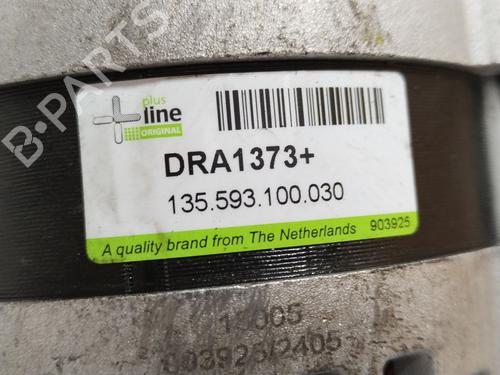 plus
line
ORIGINAL
DRA1373+
135.593.100.030
A quality brand from The Netherlands 903925
B-PARTS